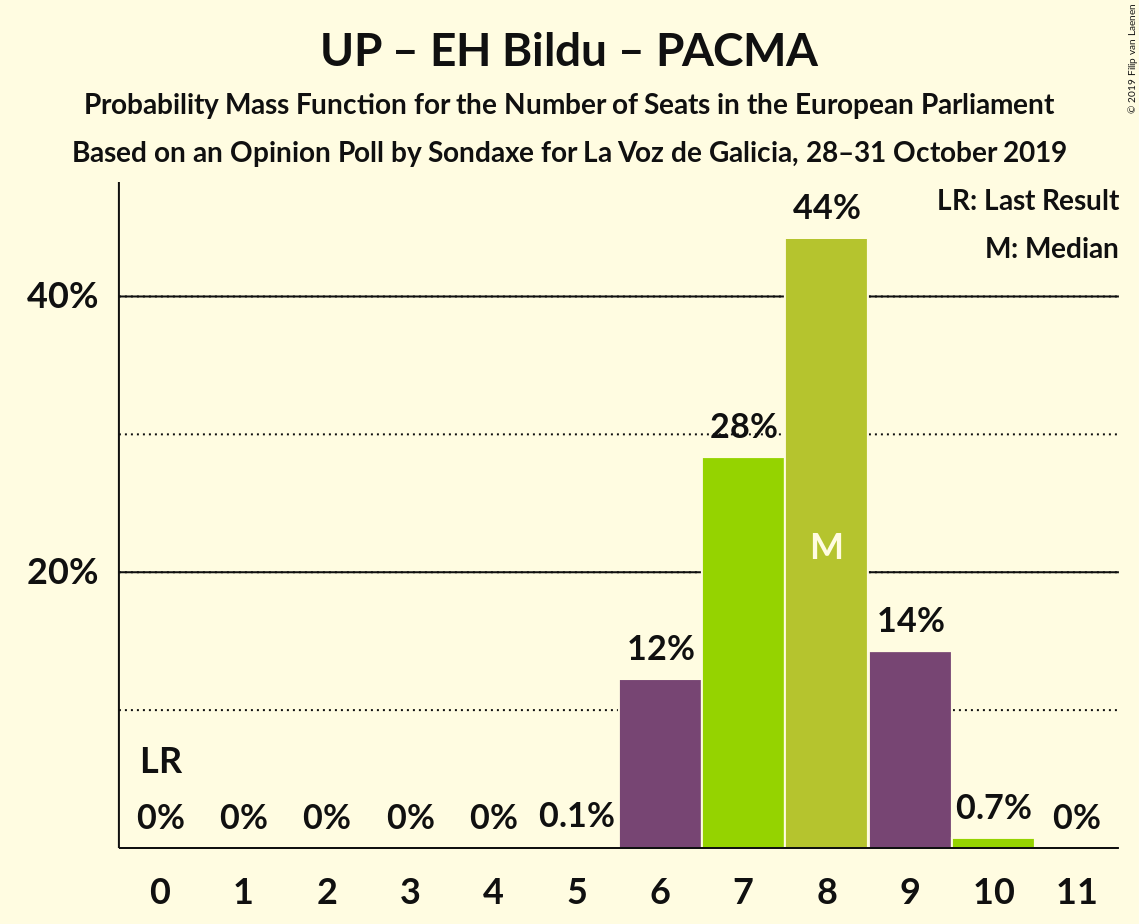 UP – EH Bildu – PACMA
Probability Mass Function for the Number of Seats in the European Parliament
Based on an Opinion Poll by Sondaxe for La Voz de Galicia, 28–31 October 2019
© 2019 Filip van Laenen
LR: Last Result
M: Median
44%
40%
28%
M
20%
14%
12%
LR
0% 0% 0% 0% 0% 0.1% 0.7% 0%
0 1 2 3 4 5 6 7 8 9 10 11